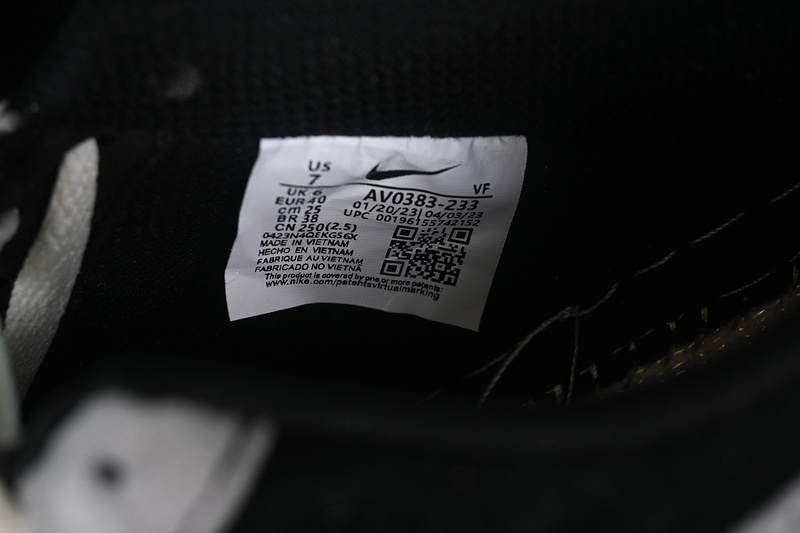 US
7
UK 6
EUR 40
cm 25
BR 38
CN 250(2.5)
VF
AV0383-233
01/20/23 04/03/23
UPC 00196155742152
0423N4QEKG56X
MADE IN VIETNAM
HECHO EN VIETNAM
FABRIQUE AU VIETNAM
FABRICADO NO VIETNÃ
This product is covered by one or more patents:
www.nike.com/patentsvirtualmarking